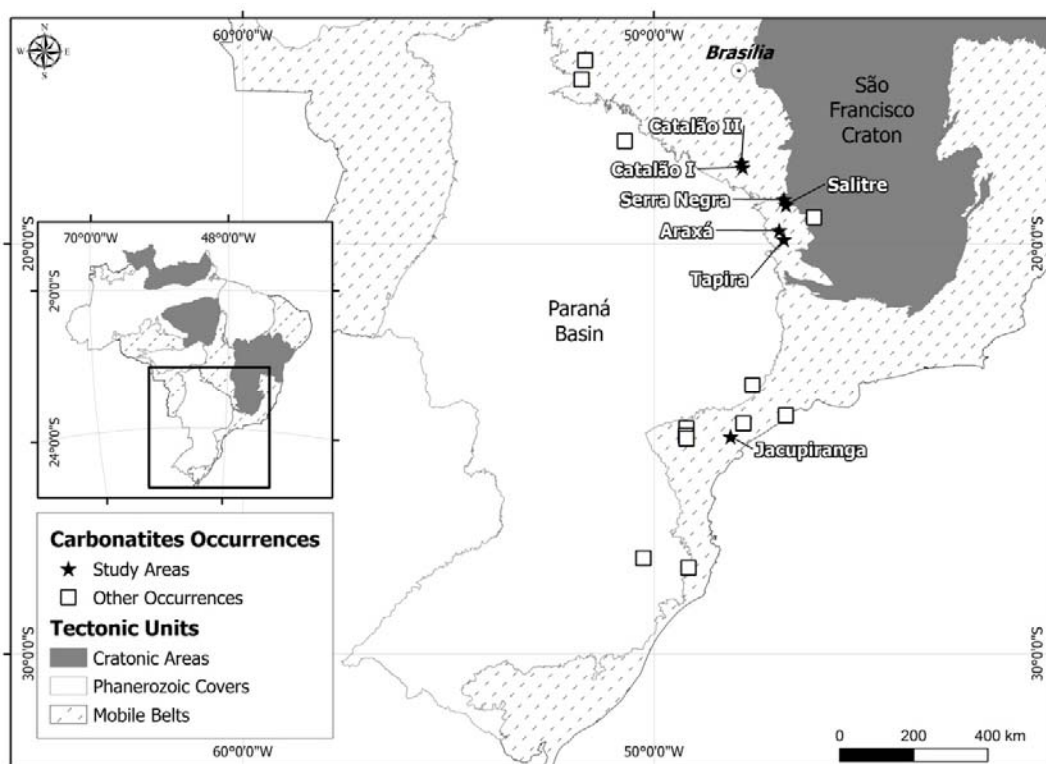 N
W E
S
60°0'0"W
50°0'0"W
Brasília
São
Francisco
Craton
Catalão II
Catalão I
Salitre
Serra Negra
Araxá
Tapira
20°0'0"S
20°0'0"S
70°0'0"W
48°0'0"W
2°0'0"S
24°0'0"S
Paraná
Basin
Jacupiranga
Carbonatites Occurrences
Study Areas
Other Occurrences
Tectonic Units
Cratonic Areas
Phanerozoic Covers
Mobile Belts
30°0'0"S
30°0'0"S
60°0'0"W
50°0'0"W
0 200 400 km